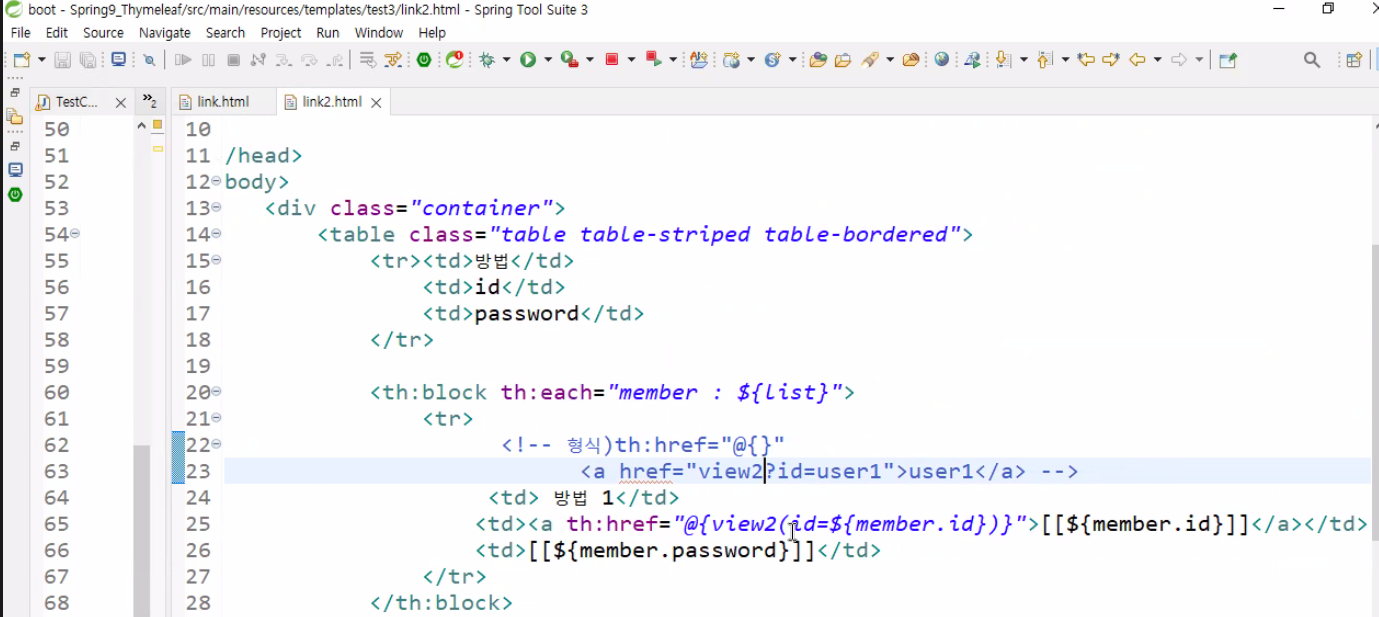 boot - Spring9_Thymeleaf/src/main/resources/templates/test3/link2.html - Spring Tool Suite 3
File Edit Source Navigate Search Project Run Window Help
TestC... »2 link.html link2.html
50
51
52
53
54
55
56
57
58
59
60
61
62
63
64
65
66
67
68
10
11 /head>
12 body>
13 <div class="container">
14 <table class="table table-striped table-bordered">
15 <tr><td>방법</td>
16 <td>id</td>
17 <td>password</td>
18 </tr>
19
20 <th:block th:each="member : ${list}">
21 <tr>
22 <!-- 형식)th:href="@{}"
23 <a href="view2?id=user1">user1</a> -->
24 <td> 방법 1</td>
25 <td><a th:href="@{view2(id=${member.id})}">[[${member.id}]]</a></td>
26 <td>[[${member.password}]]</td>
27 </tr>
28 </th:block>